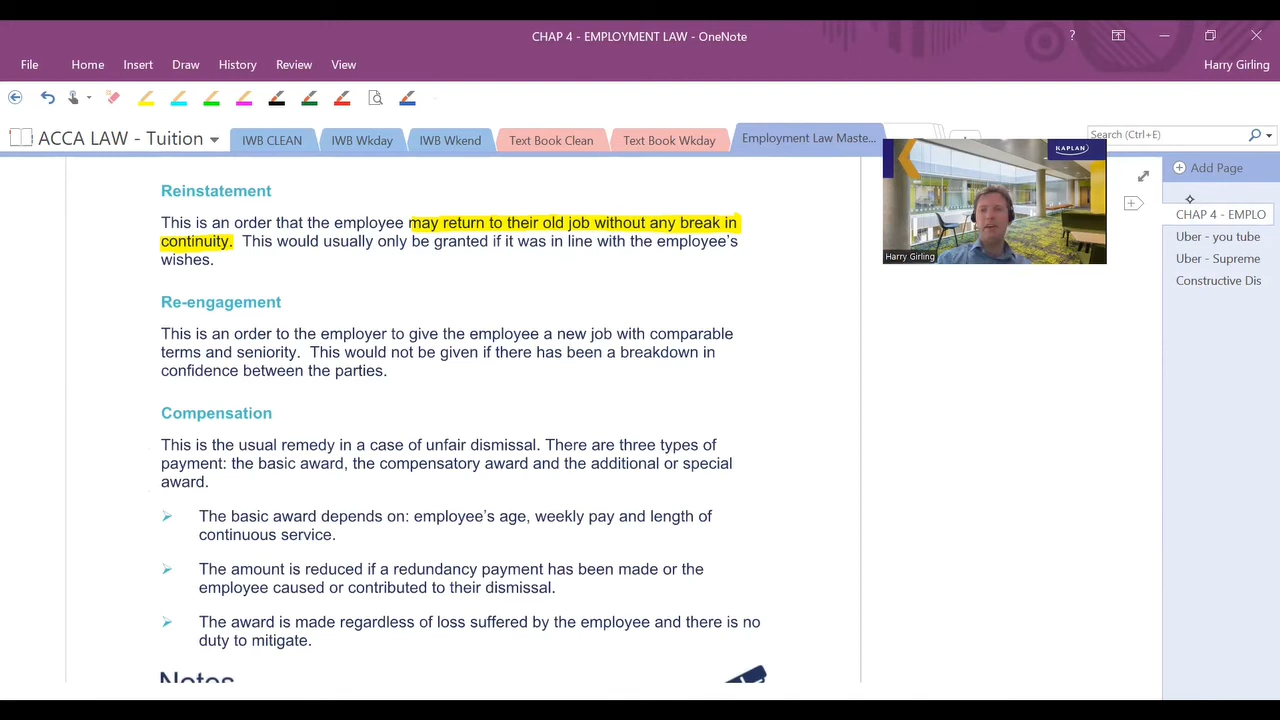 CHAP 4 - EMPLOYMENT LAW - OneNote
?
File Home Insert Draw History Review View
Harry Girling
ACCA LAW - Tuition
IWB CLEAN
IWB Wkday
IWB Wkend
Text Book Clean
Text Book Wkday
Employment Law Maste...
Search (Ctrl+E)
KAPLAN
Harry Girling
Add Page
CHAP 4 - EMPLO
Uber - you tube
Uber - Supreme
Constructive Dis
Reinstatement
This is an order that the employee may return to their old job without any break in
continuity. This would usually only be granted if it was in line with the employee's
wishes.
Re-engagement
This is an order to the employer to give the employee a new job with comparable
terms and seniority. This would not be given if there has been a breakdown in
confidence between the parties.
Compensation
This is the usual remedy in a case of unfair dismissal. There are three types of
payment: the basic award, the compensatory award and the additional or special
award.
The basic award depends on: employee's age, weekly pay and length of
continuous service.
The amount is reduced if a redundancy payment has been made or the
employee caused or contributed to their dismissal.
The award is made regardless of loss suffered by the employee and there is no
duty to mitigate.
Notes